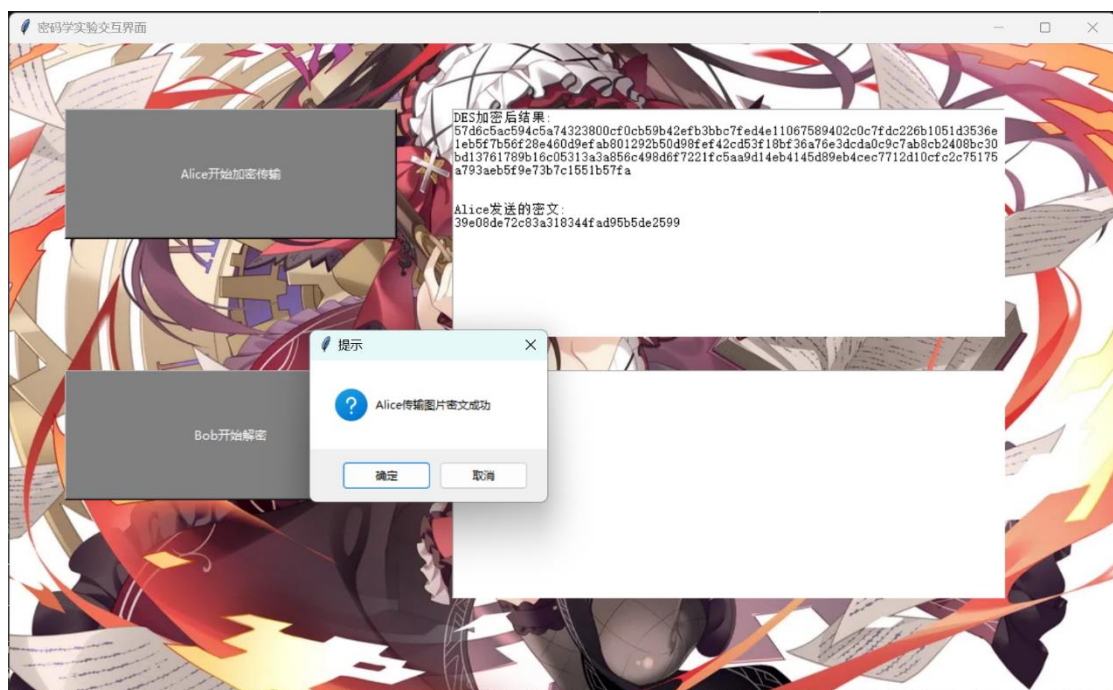 密码学实验交互界面
Alice开始加密传输
DES加密后结果:
57d6c5ac594c5a74323800cf0cb59b42efb3bbc7fed4e11067589402c0c7fdc226b1051d3536e
1eb5f7b56f28e460d9efab801292b50d98fef42cd53f18bf36a76e3dcda0c9c7ab8cb2408bc30
bd13761789b16c05313a3a856c498d6f7221fc5aa9d14eb4145d89eb4cec7712d10cfc2c75175
a793aeb5f9e73b7c1551b57fa
Alice发送的密文:
39e08de72c83a318344fad95b5de2599
提示
Alice传输图片密文成功
确定
取消
Bob开始解密